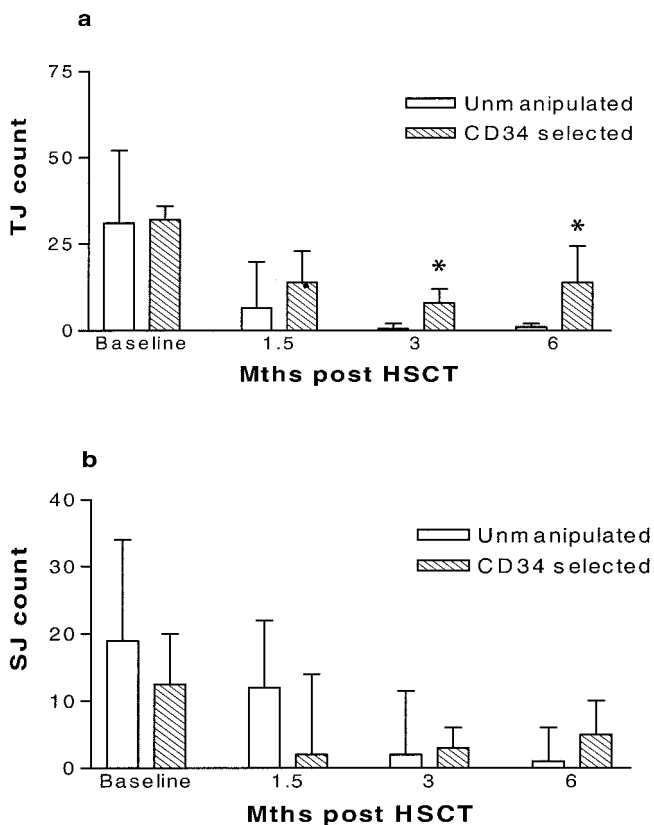 a
75
50
25
0
TJ count
Unmanipulated
CD34 selected
*
*
Baseline 1.5 3 6
Mths post HSCT
b
40
30
20
10
0
SJ count
Unmanipulated
CD34 selected
Baseline 1.5 3 6
Mths post HSCT